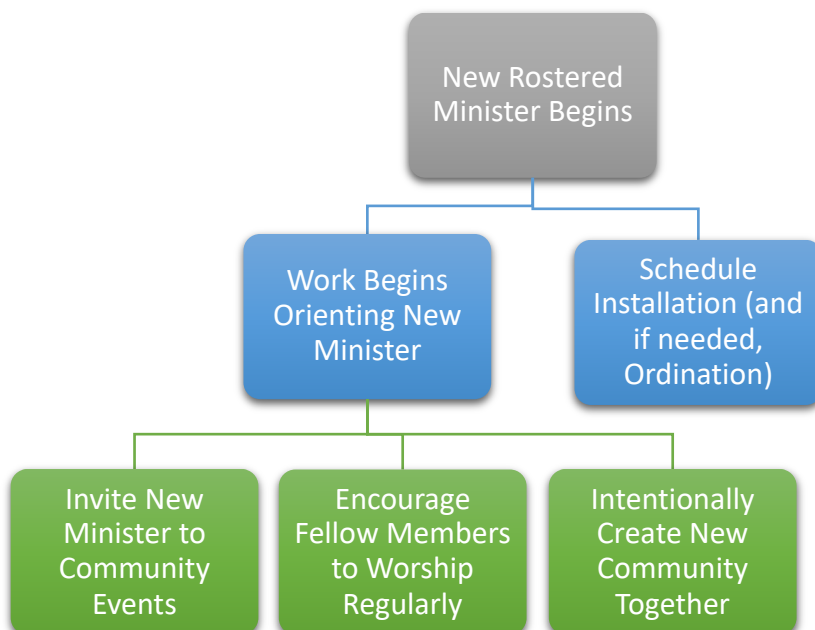 New Rostered
Minister Begins
Work Begins
Orienting New
Minister
Schedule
Installation (and
if needed,
Ordination)
Invite New
Minister to
Community
Events
Encourage
Fellow Members
to Worship
Regularly
Intentionally
Create New
Community
Together